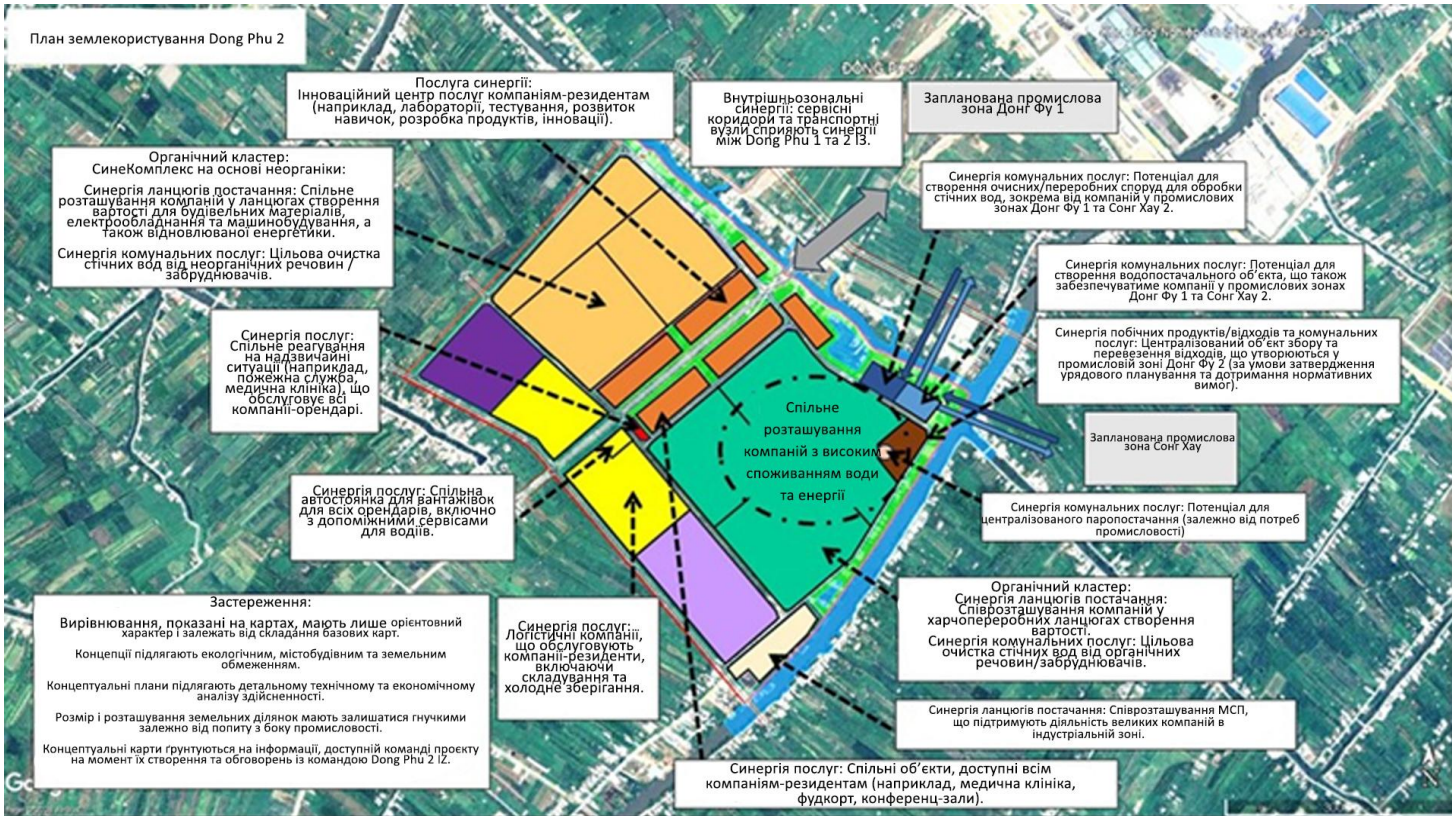 План землекористування Dong Phu 2
Послуга синергії:
Інноваційний центр послуг компаніям-резидентам
(наприклад, лабораторії, тестування, розвиток
навичок, розробка продуктів, інновації).
Внутрішньозональні
синергії: сервісні
коридори та транспортні
вузли сприяють синергії
між Dong Phu 1 та 2 ІЗ.
Запланована промислова
зона Донг Фу 1
Органічний кластер:
СинеКомплекс на основі неорганіки:
Синергія ланцюгів постачання: Спільне
розташування компаній у ланцюгах створення
вартості для будівельних матеріалів,
електрообладнання та машинобудування, а
також відновлюваної енергетики.
Синергія комунальних послуг: Цільова очистка
стічних вод від неорганічних речовин /
забруднювачів.
Синергія комунальних послуг: Потенціал для
створення очисних/переробних споруд для обробки
стічних вод, зокрема від компаній у промислових
зонах Донг Фу 1 та Сонг Хау 2.
Синергія комунальних послуг: Потенціал для
створення водопостачального об’єкта, що також
забезпечуватиме компанії у промислових зонах
Донг Фу 1 та Сонг Хау 2.
Синергія послуг:
Спільне реагування
на надзвичайні
ситуації (наприклад,
пожежна служба,
медична клініка), що
обслуговує всі
компанії-орендарі.
Синергія побічних продуктів/відходів та комунальних
послуг: Централізований об’єкт збору та
перевезення відходів, що утворюються у
промисловій зоні Донг Фу 2 (за умови затвердження
урядового планування та дотримання нормативних
вимог).
Спільне
розташування
компаній з високим
споживанням води
та енергії
Запланована промислова
зона Сонг Хау
Синергія послуг: Спільна
автостоянка для вантажівок
для всіх орендарів, включно
з допоміжними сервісами
для водіїв.
Синергія комунальних послуг: Потенціал для
централізованого паропостачання (залежно від потреб
промисловості)
Органічний кластер:
Синергія ланцюгів постачання:
Співрозташування компаній у
харчопереробних ланцюгах створення
вартості.
Синергія комунальних послуг: Цільова
очистка стічних вод від органічних
речовин/забруднювачів.
Застереження:
Вирівнювання, показані на картах, мають лише орієнтовний
характер і залежать від складання базових карт.
Концепції підлягають екологічним, містобудівним та земельним
обмеженням.
Концептуальні плани підлягають детальному технічному та економічному
аналізу здійсненності.
Розмір і розташування земельних ділянок мають залишатися гнучкими
залежно від попиту з боку промисловості.
Концептуальні карти ґрунтуються на інформації, доступній команді проєкту
на момент їх створення та обговорень із командою Dong Phu 2 IZ.
Синергія послуг:
Логістичні компанії,
що обслуговують
компанії-резиденти,
включаючи
складування та
холодне зберігання.
Синергія ланцюгів постачання: Співрозташування МСП,
що підтримують діяльність великих компаній в
індустріальній зоні.
Синергія послуг: Спільні об’єкти, доступні всім
компаніям-резидентам (наприклад, медична клініка,
фудкорт, конференц-зали).